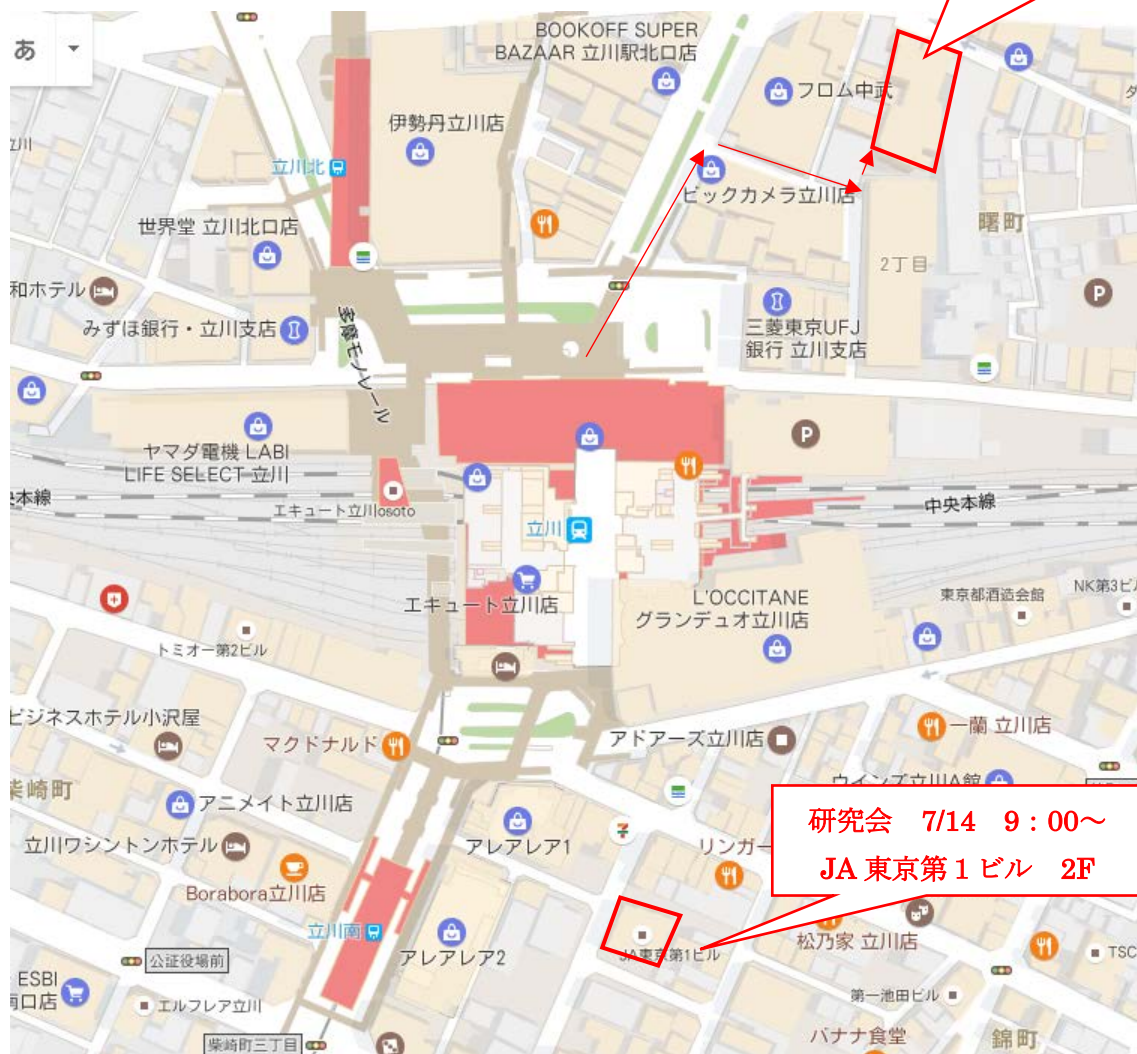 あ
BOOKOFF SUPER
BAZAAR 立川駅北口店
フロム中武
伊勢丹立川店
立川北
ビックカメラ立川店
世界堂 立川北口店
曙町
2丁目
和ホテル
みずほ銀行・立川支店
多摩モノレール
三菱東京UFJ
銀行 立川支店
P
ヤマダ電機 LABI
LIFE SELECT 立川
P
エキュート立川osoto
中央本線
立川
エキュート立川店
L'OCCITANE
グランデュオ立川店
東京都酒造会館
トミオー第2ビル
ビジネスホテル小沢屋
マクドナルド
アドアーズ立川店
一蘭 立川店
柴崎町
アニメイト立川店
ウインズ立川A館
研究会 7/14 9：00～
JA 東京第１ビル 2F
立川ワシントンホテル
アレアレア1
リンガー
Borabora立川店
立川南
アレアレア2
JA東京第1ビル
松乃家 立川店
TSC
公証役場前
ESBI
南口店
エルフレア立川
第一池田ビル
バナナ食堂
錦町
柴崎町三丁目